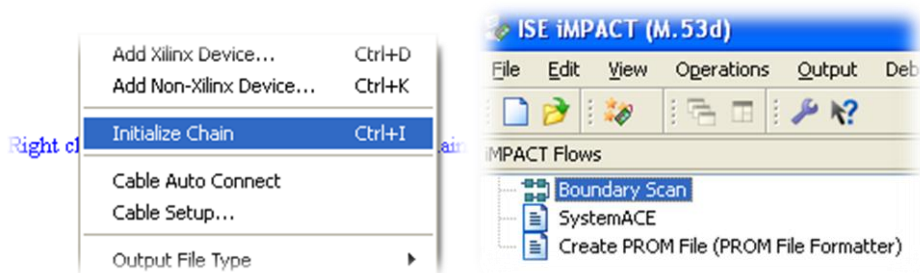 Add Xilinx Device... Ctrl+D
Add Non-Xilinx Device... Ctrl+K
Initialize Chain Ctrl+I
Right
Cable Auto Connect
Cable Setup...
Output File Type
ISE iMPACT (M.53d)
File Edit View Operations Output Deb
iMPACT Flows
Boundary Scan
SystemACE
Create PROM File (PROM File Formatter)